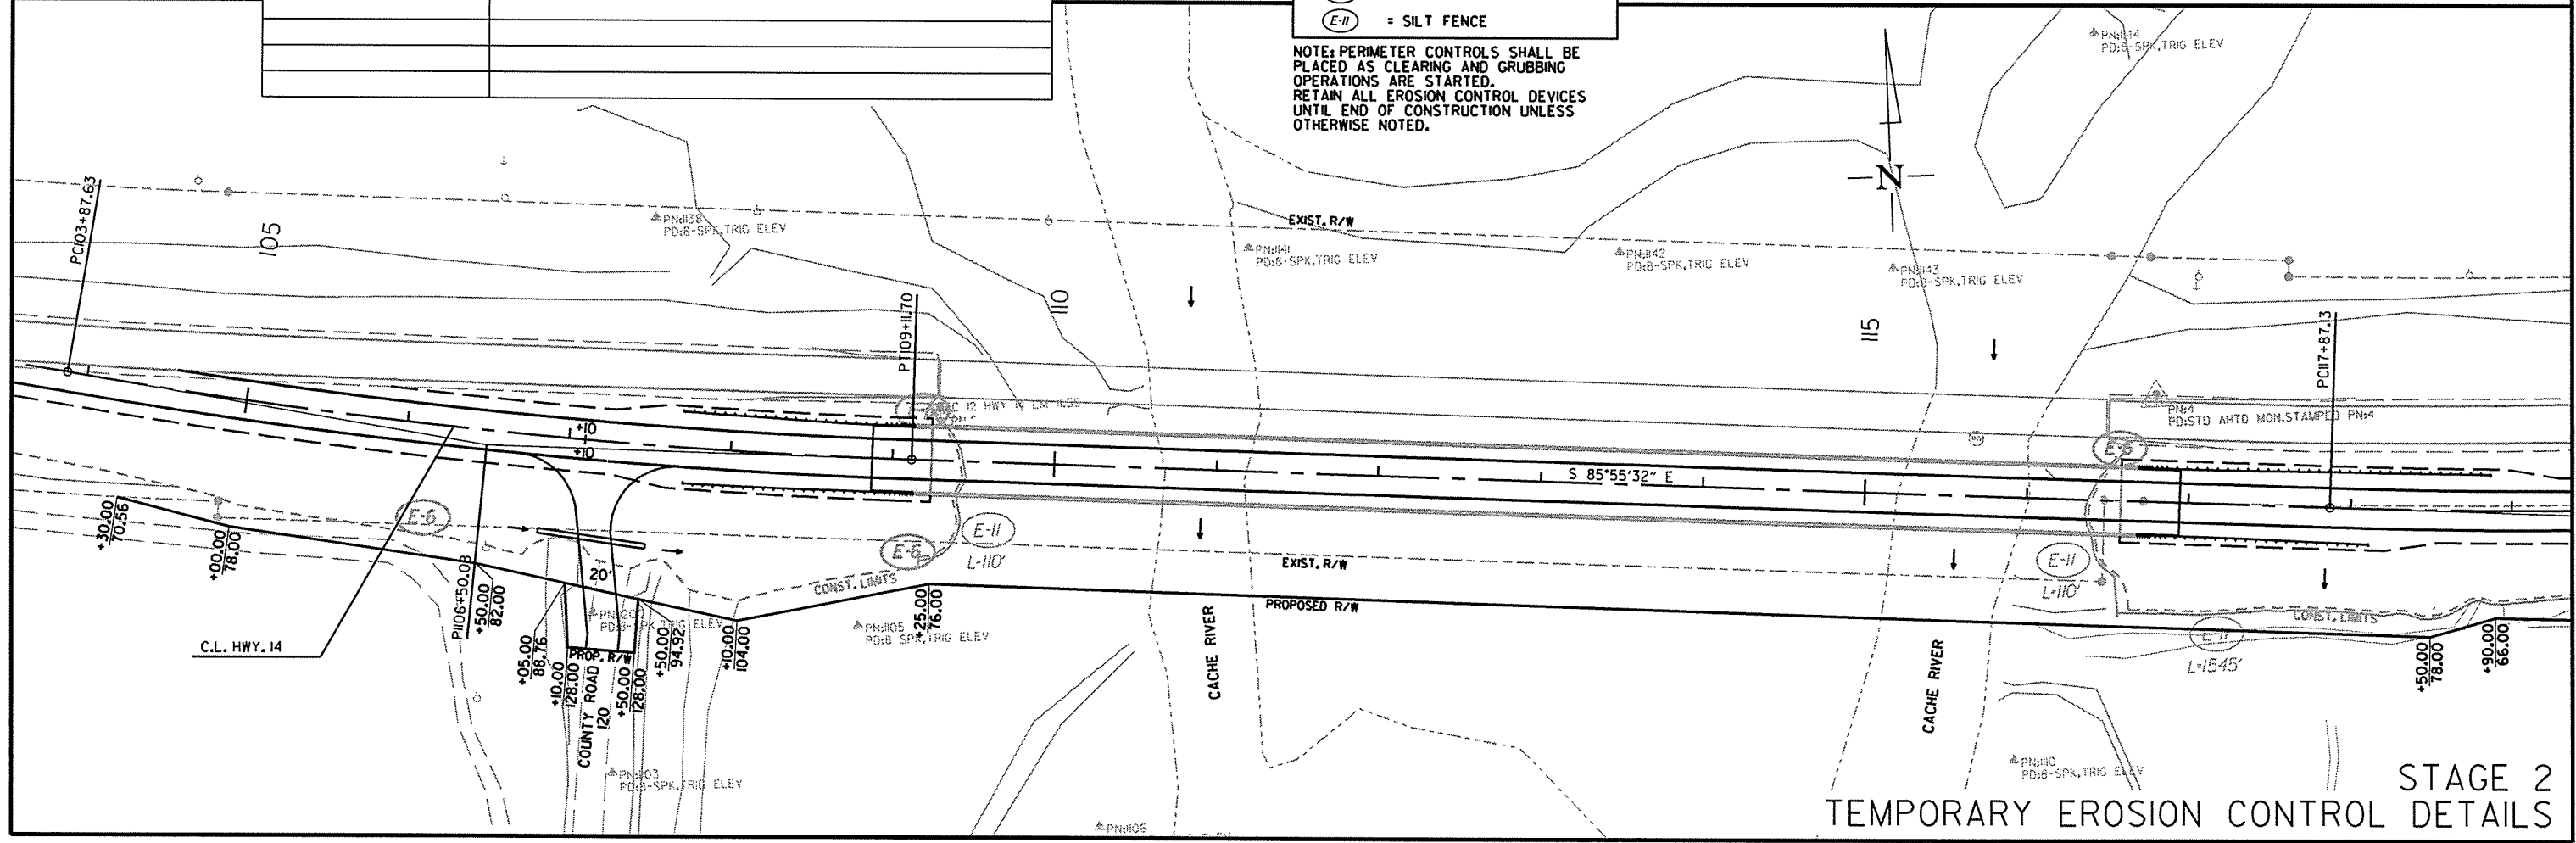 E-11 = SILT FENCE
NOTE: PERIMETER CONTROLS SHALL BE
PLACED AS CLEARING AND GRUBBING
OPERATIONS ARE STARTED.
RETAIN ALL EROSION CONTROL DEVICES
UNTIL END OF CONSTRUCTION UNLESS
OTHERWISE NOTED.
PN:1144
PD:8-SPK,TRIG ELEV
N
PC103+87.63
105
PN:1138
PD:8-SPK,TRIG ELEV
EXIST. R/W
PN:1141
PD:8-SPK,TRIG ELEV
PN:1142
PD:8-SPK,TRIG ELEV
PN:1143
PD:8-SPK,TRIG ELEV
PT109+11.70
110
115
PC117+87.13
12 HWY
PN:4
PD:STD AHTD MON.STAMPED PN:4
+10
+10
E-6
S 85°55'32" E
E-6
+30.00
70.56
+00.00
78.00
PI106+50.03
+50.00
82.00
20'
E-6
E-11
L=110'
CONST. LIMITS
EXIST. R/W
E-11
L=110'
PROPOSED R/W
CONST. LIMITS
C.L. HWY. 14
+05.00
88.76
+10.00
128.00
PROP. R/W
COUNTY ROAD
120
+50.00
128.00
+50.00
94.92
+10.00
104.00
PD:8-SPK,TRIG ELEV
PN:1105
PD:8 SPK,TRIG ELEV
+25.00
76.00
CACHE RIVER
CACHE RIVER
E-11
L=1545'
+50.00
78.00
+90.00
66.00
PN:1103
PD:8-SPK,TRIG ELEV
PN:1106
PN:1110
PD:8-SPK,TRIG ELEV
STAGE 2
TEMPORARY EROSION CONTROL DETAILS